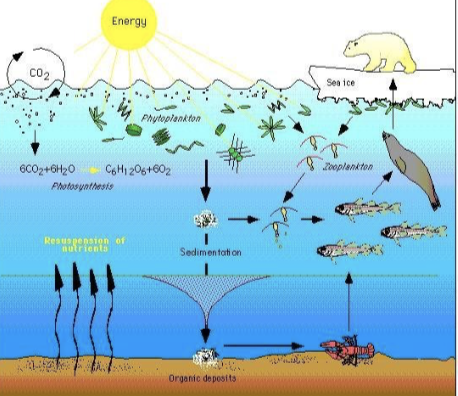 Energy
CO2
Sea ice
Phytoplankton
Zooplankton
6CO2+6H2O → C6H12O6+6O2
Photosynthesis
Resuspension of
nutrients
Sedimentation
Organic deposits